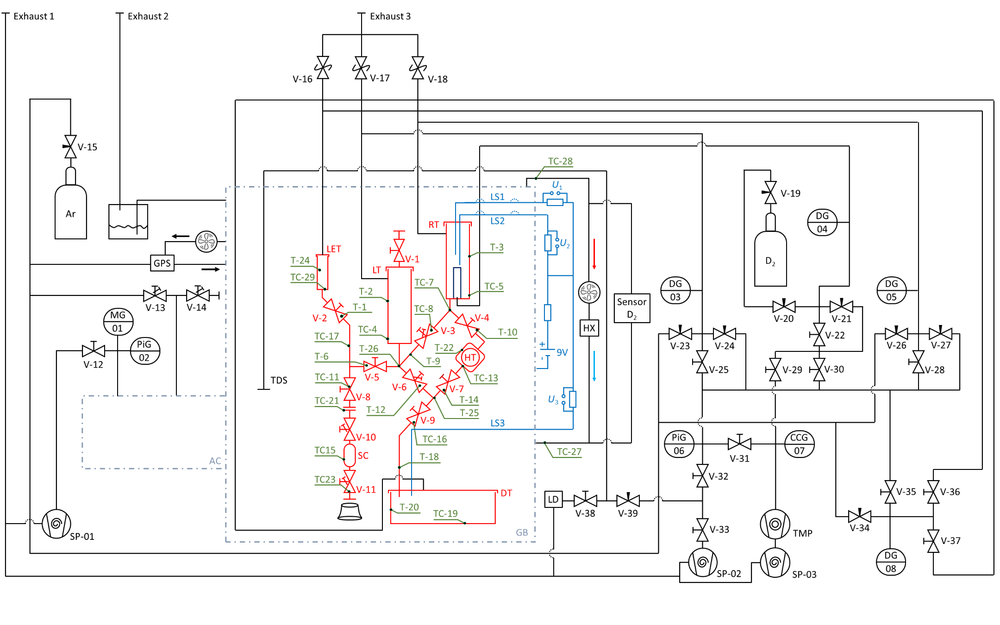 Exhaust 1
Exhaust 2
Exhaust 3
V-16
V-17
V-18
V-15
Ar
TC-28
U1
LS1
LS2
U2
V-19
DG
04
D2
RT
T-3
LET
V-1
T-24
LT
TC-29
TC-7
TC-5
GPS
T-2
T-1
V-2
TC-8
V-4
V-3
T-10
V-13
V-14
MG
01
PiG
02
V-12
TC-4
TC-17
T-26
T-22
HT
T-6
T-9
V-5
TC-13
TC-11
V-6
V-7
V-8
TC-21
T-12
T-14
T-25
V-9
V-10
TC-16
LS3
TC15
SC
T-18
TC23
V-11
DT
T-20
TC-19
GB
AC
TDS
SP-01
+
-
9V
U3
HX
Sensor
D2
TC-27
DG
03
DG
05
V-20
V-21
V-22
V-23
V-24
V-25
V-26
V-27
V-28
V-29
V-30
PiG
06
V-31
CCG
07
V-32
LD
V-38
V-39
V-33
V-34
V-35
V-36
V-37
TMP
SP-02
SP-03
DG
08